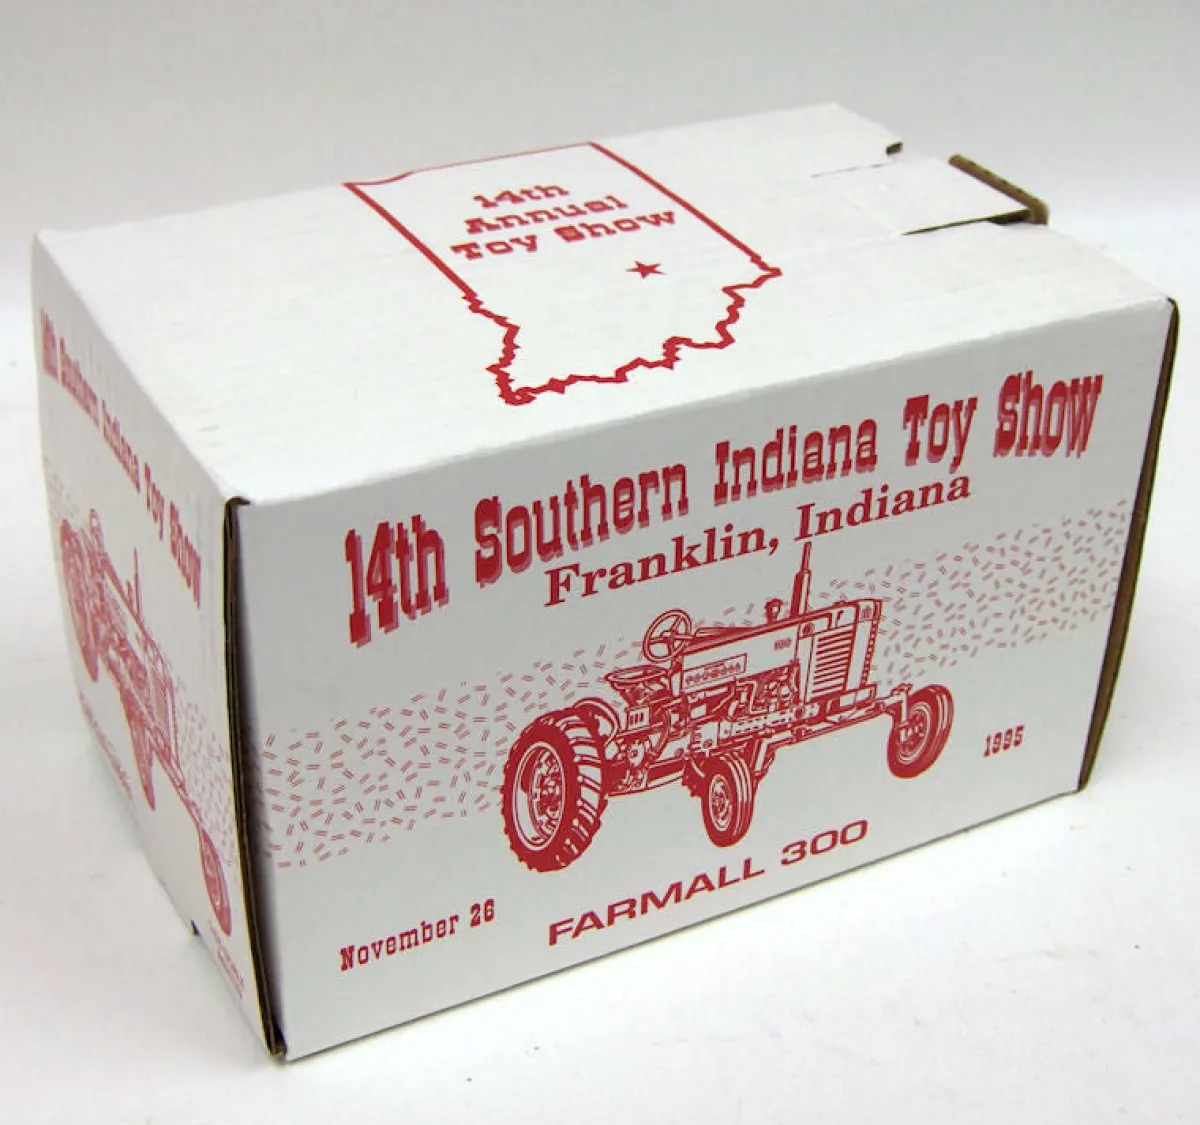 14th
Annual
Toy Show
14th Southern Indiana Toy Show
Franklin, Indiana
FARMALL
November 26
1995
FARMALL 300
14th Southern Indiana Toy Show